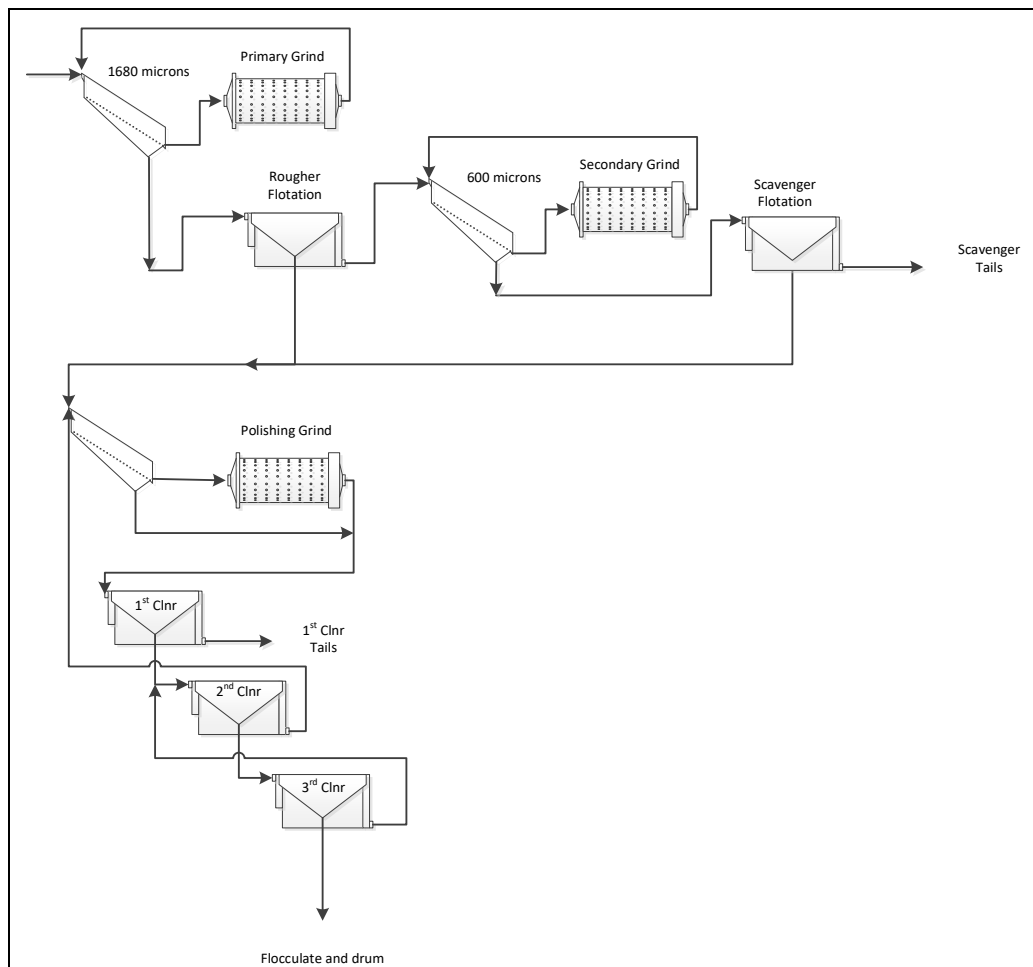 Primary Grind
1680 microns
Secondary Grind
600 microns
Rougher
Flotation
Scavenger
Flotation
Scavenger
Tails
Polishing Grind
1st Clnr
1st Clnr
Tails
2nd Clnr
3rd Clnr
Flocculate and drum